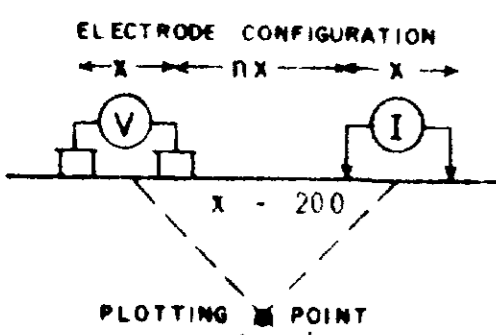 ELECTRODE CONFIGURATION
x nx x
V I
x - 200
PLOTTING POINT